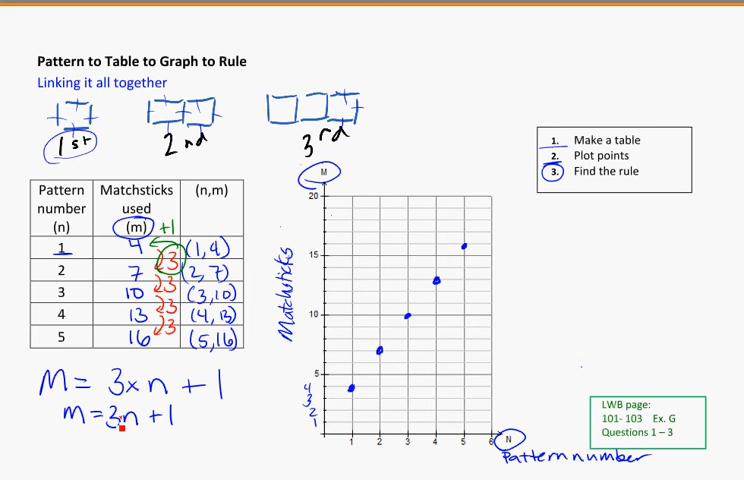 Pattern to Table to Graph to Rule
Linking it all together
1st 2nd 3rd
1. Make a table
2. Plot points
3. Find the rule
Pattern number (n) Matchsticks used (m) +1 (n,m)
1 4 3 (1,4)
2 7 3 (2,7)
3 10 3 (3,10)
4 13 3 (4,13)
5 16 (5,16)
M = 3 x n + 1
m = 3n + 1
M
20
15
10
5
4
3
2
1
Matchsticks
1 2 3 4 5 6 N
Pattern number
LWB page:
101- 103 Ex. G
Questions 1 – 3